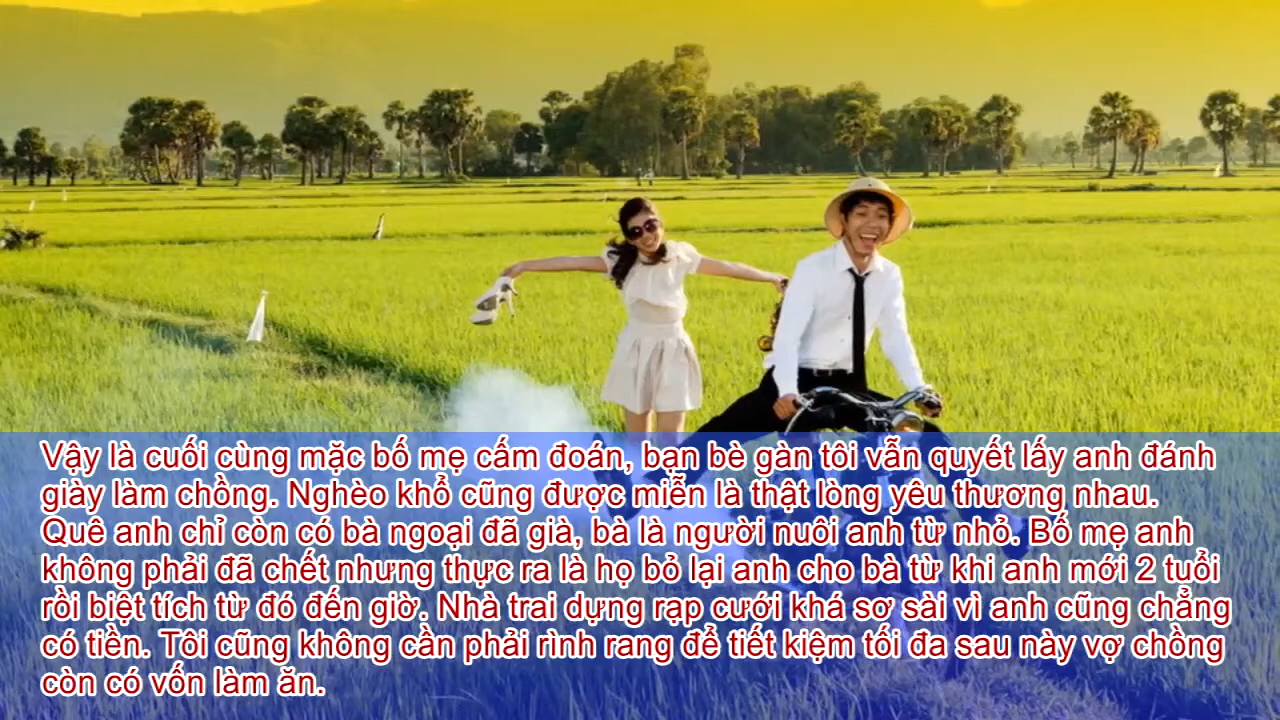 Vậy là cuối cùng mặc bố mẹ cấm đoán, bạn bè gàn tôi vẫn quyết lấy anh đánh
giày làm chồng. Nghèo khổ cũng được miễn là thật lòng yêu thương nhau.
Quê anh chỉ còn có bà ngoại đã già, bà là người nuôi anh từ nhỏ. Bố mẹ anh
không phải đã chết nhưng thực ra là họ bỏ lại anh cho bà từ khi anh mới 2 tuổi
rồi biệt tích từ đó đến giờ. Nhà trai dựng rạp cưới khá sơ sài vì anh cũng chẳng
có tiền. Tôi cũng không cần phải rình rang để tiết kiệm tối đa sau này vợ chồng
còn có vốn làm ăn.